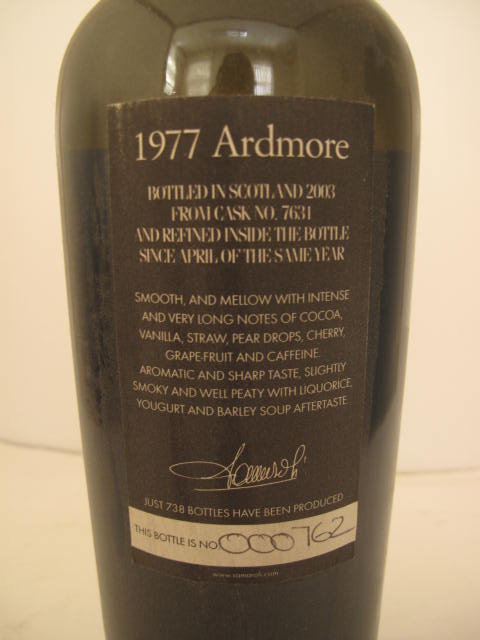 1977 Ardmore
BOTTLED IN SCOTLAND 2003
FROM CASK NO. 7631
AND REFINED INSIDE THE BOTTLE
SINCE APRIL OF THE SAME YEAR
SMOOTH, AND MELLOW WITH INTENSE
AND VERY LONG NOTES OF COCOA,
VANILLA, STRAW, PEAR DROPS, CHERRY,
GRAPE-FRUIT AND CAFFEINE.
AROMATIC AND SHARP TASTE, SLIGHTLY
SMOKY AND WELL PEATY WITH LIQUORICE,
YOUGURT AND BARLEY SOUP AFTERTASTE.
Samaroli
JUST 738 BOTTLES HAVE BEEN PRODUCED
THIS BOTTLE IS NO 000762